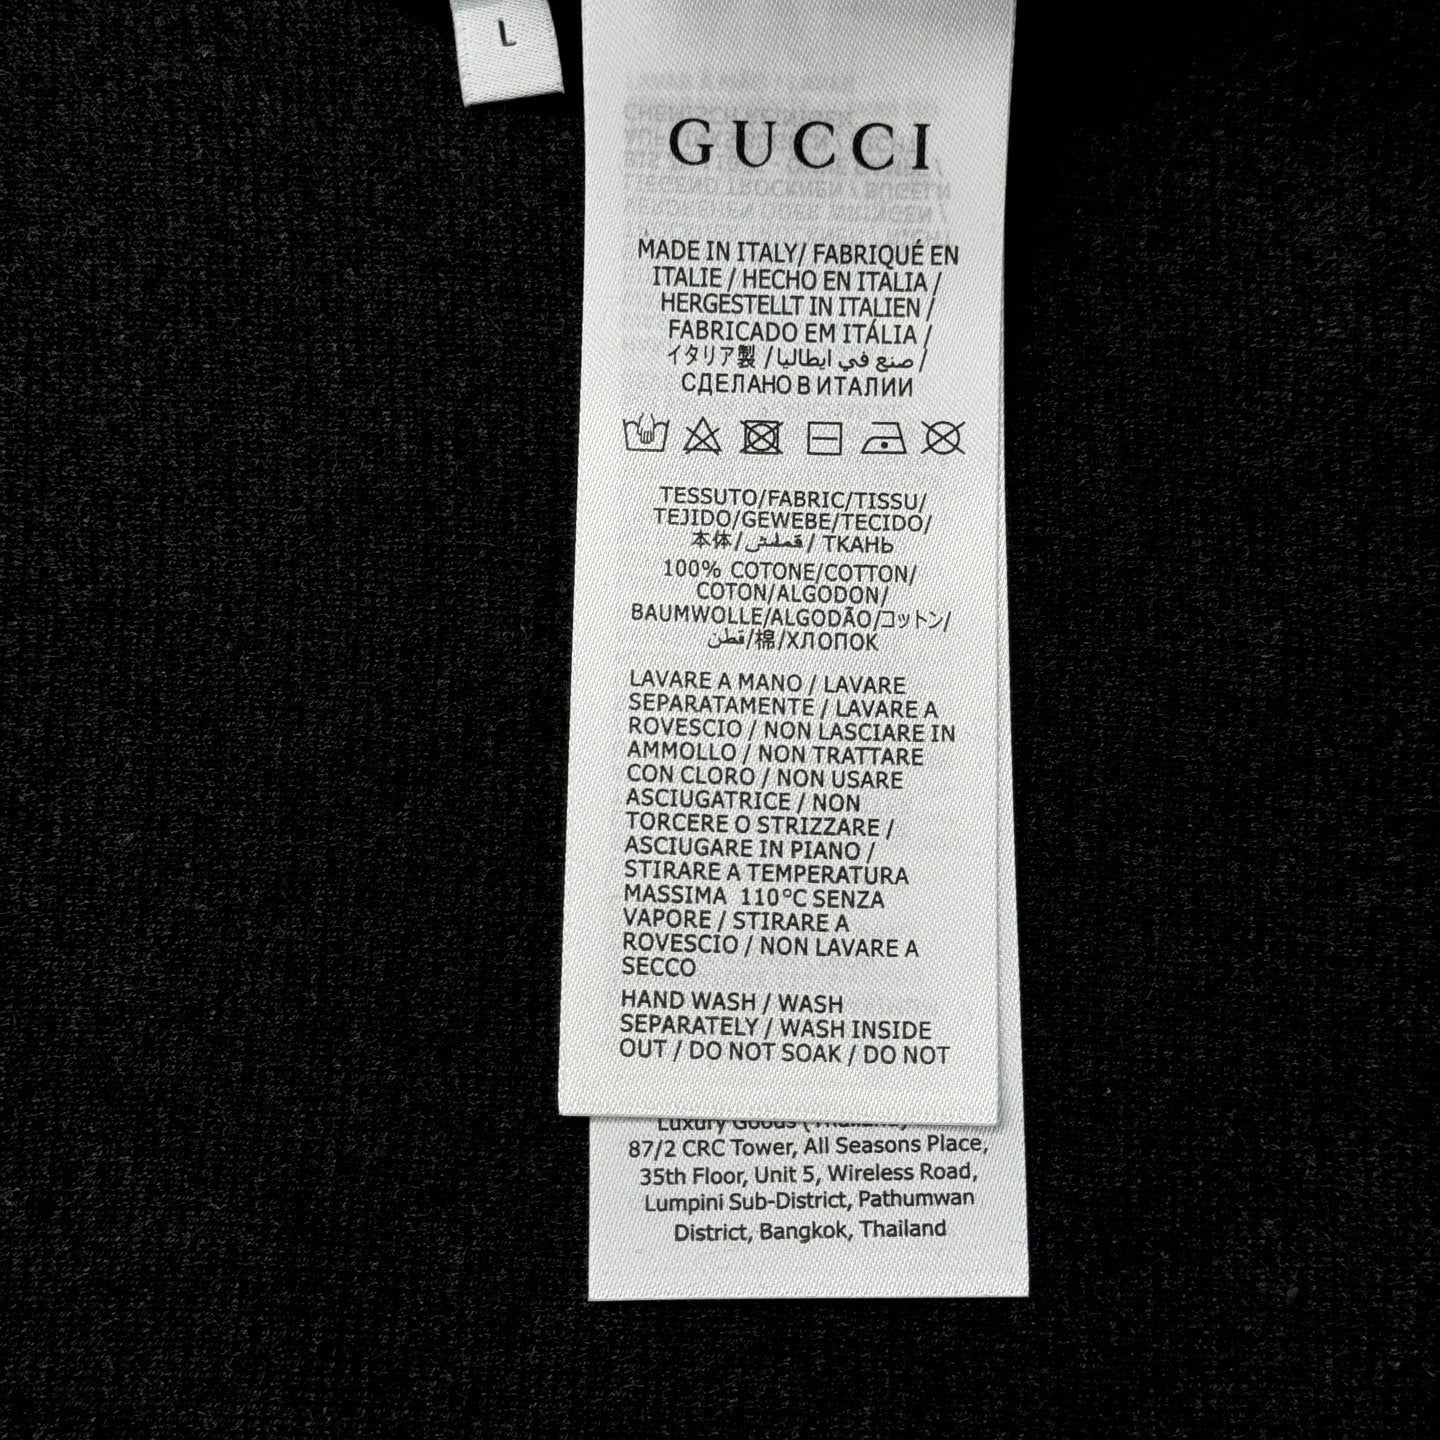 L
GUCCI
MADE IN ITALY/ FABRIQUÉ EN
ITALIE / HECHO EN ITALIA /
HERGESTELLT IN ITALIEN /
FABRICADO EM ITÁLIA /
イタリア製 / صنع في ايطاليا /
СДЕЛАНО В ИТАЛИИ
TESSUTO/FABRIC/TISSU/
TEJIDO/GEWEBE/TECIDO/
本体/ / ТКАНЬ
100% COTONE/COTTON/
COTON/ALGODON/
BAUMWOLLE/ALGODÃO/コットン/
قطن/棉/ХЛОПОК
LAVARE A MANO / LAVARE
SEPARATAMENTE / LAVARE A
ROVESCIO / NON LASCIARE IN
AMMOLLO / NON TRATTARE
CON CLORO / NON USARE
ASCIUGATRICE / NON
TORCERE O STRIZZARE /
ASCIUGARE IN PIANO /
STIRARE A TEMPERATURA
MASSIMA 110°C SENZA
VAPORE / STIRARE A
ROVESCIO / NON LAVARE A
SECCO
HAND WASH / WASH
SEPARATELY / WASH INSIDE
OUT / DO NOT SOAK / DO NOT
Luxury Goods (Thailand)
87/2 CRC Tower, All Seasons Place,
35th Floor, Unit 5, Wireless Road,
Lumpini Sub-District, Pathumwan
District, Bangkok, Thailand